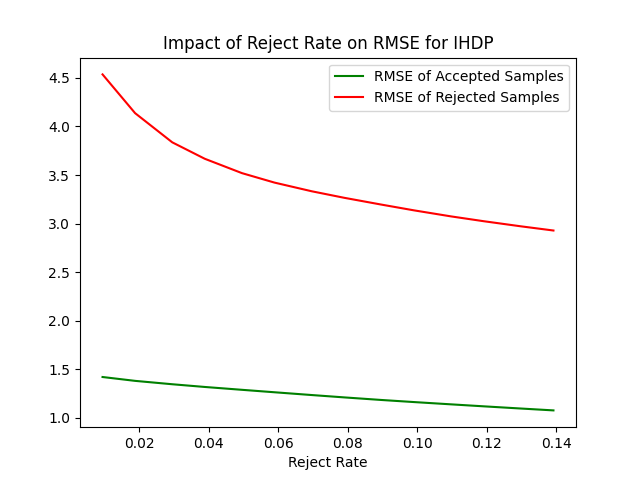 Impact of Reject Rate on RMSE for IHDP
RMSE of Accepted Samples
RMSE of Rejected Samples
4.5
4.0
3.5
3.0
2.5
2.0
1.5
1.0
0.02 0.04 0.06 0.08 0.10 0.12 0.14
Reject Rate